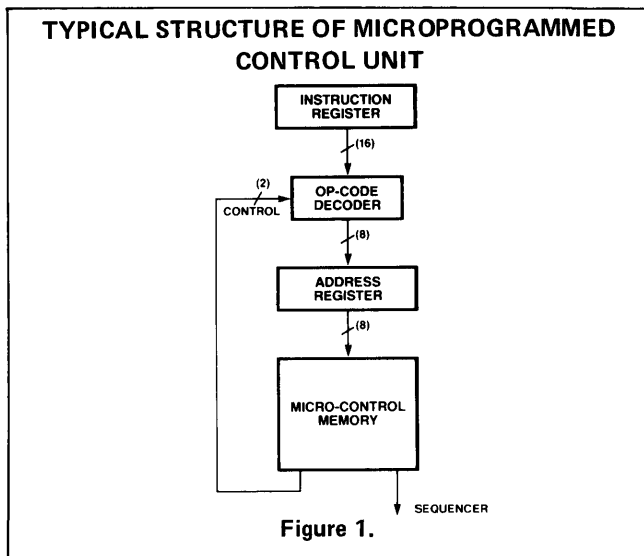 TYPICAL STRUCTURE OF MICROPROGRAMMED
CONTROL UNIT
INSTRUCTION
REGISTER
(16)
(2)
CONTROL
OP-CODE
DECODER
(8)
ADDRESS
REGISTER
(8)
MICRO-CONTROL
MEMORY
SEQUENCER
Figure 1.